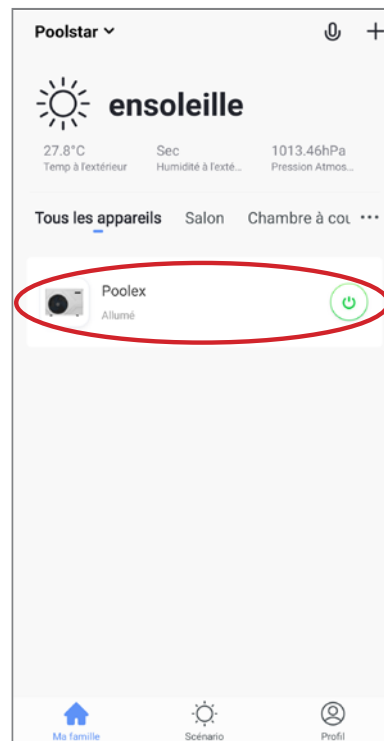 Poolstar
ensoleille
27.8°C Sec 1013.46hPa
Temp à l'extérieur Humidité à l'exté... Pression Atmos...
Tous les appareils Salon Chambre à cou ...
Poolex
Allumé
Ma famille Scénario Profil